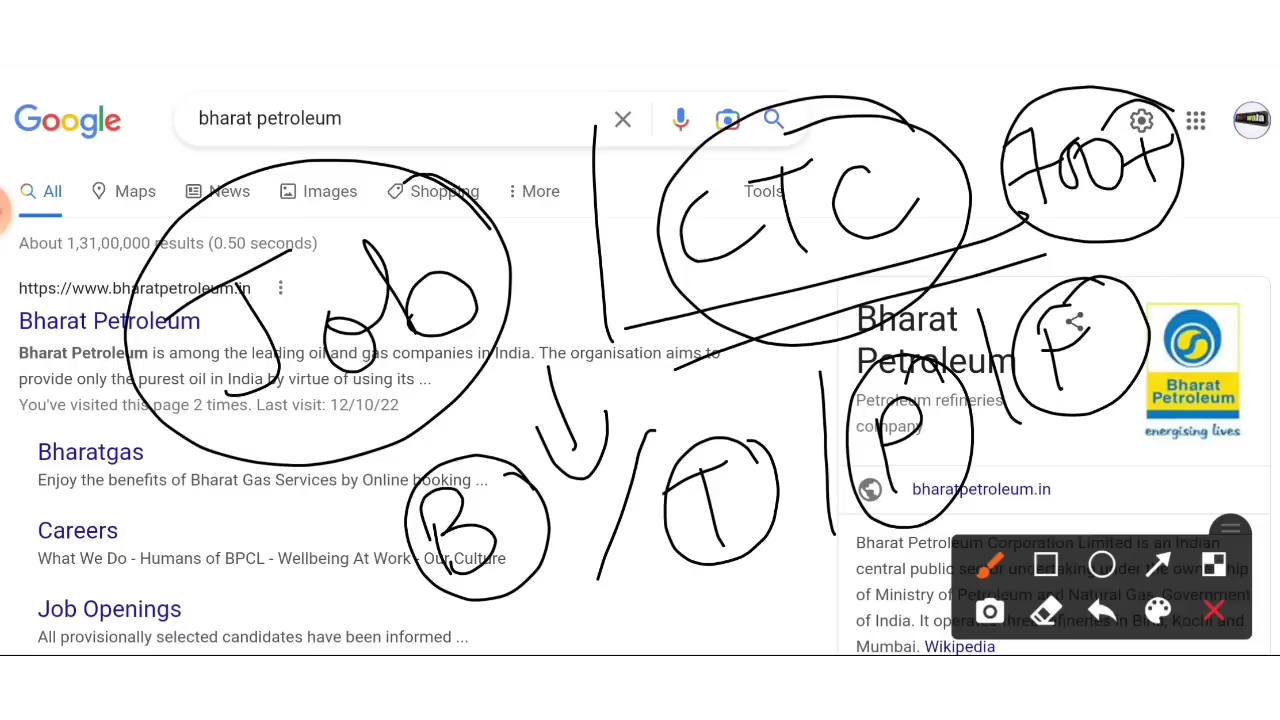 Google
bharat petroleum
CTC
700+
All Maps News Images Shopping More Tools
About 1,31,00,000 results (0.50 seconds)
Job
https://www.bharatpetroleum.in
Bharat Petroleum
Bharat Petroleum is among the leading oil and gas companies in India. The organisation aims to
provide only the purest oil in India by virtue of using its ...
You've visited this page 2 times. Last visit: 12/10/22
Bharatgas
Enjoy the benefits of Bharat Gas Services by Online booking ...
Careers
What We Do - Humans of BPCL - Wellbeing At Work - Our Culture
Job Openings
All provisionally selected candidates have been informed ...
B / T | P | F
Bharat
Petroleum
Petroleum refineries
company
Bharat
Petroleum
energising lives
bharatpetroleum.in
Bharat Petroleum Corporation Limited is an Indian
central public sector undertaking under the ownership
of Ministry of Petroleum and Natural Gas, Government
of India. It operates three refineries in Bina, Kochi and
Mumbai. Wikipedia